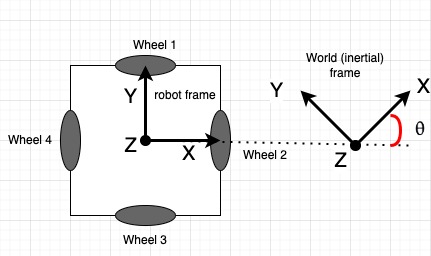 Wheel 1
World (inertial)
frame
Y
robot frame
Y
X
Wheel 4
Z
X
Wheel 2
Z
θ
Wheel 3